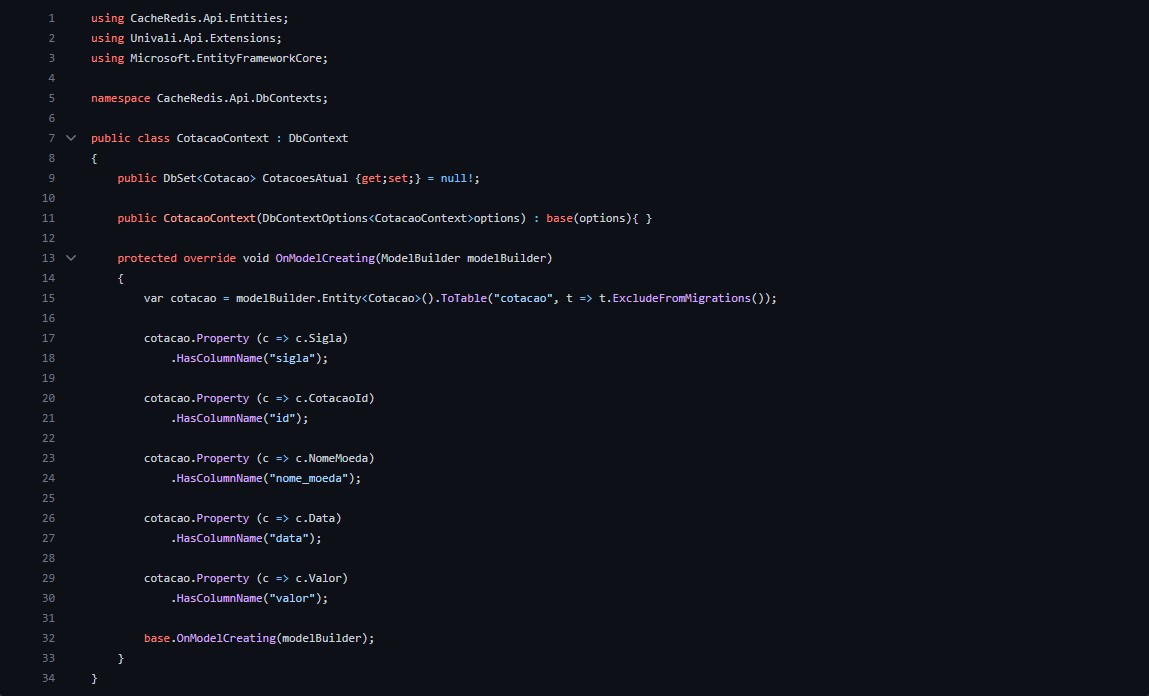 1 using CacheRedis.Api.Entities;
2 using Univali.Api.Extensions;
3 using Microsoft.EntityFrameworkCore;
4
5 namespace CacheRedis.Api.DbContexts;
6
7 public class CotacaoContext : DbContext
8 {
9 public DbSet<Cotacao> CotacoesAtual {get;set;} = null!;
10
11 public CotacaoContext(DbContextOptions<CotacaoContext>options) : base(options){ }
12
13 protected override void OnModelCreating(ModelBuilder modelBuilder)
14 {
15 var cotacao = modelBuilder.Entity<Cotacao>().ToTable("cotacao", t => t.ExcludeFromMigrations());
16
17 cotacao.Property (c => c.Sigla)
18 .HasColumnName("sigla");
19
20 cotacao.Property (c => c.CotacaoId)
21 .HasColumnName("id");
22
23 cotacao.Property (c => c.NomeMoeda)
24 .HasColumnName("nome_moeda");
25
26 cotacao.Property (c => c.Data)
27 .HasColumnName("data");
28
29 cotacao.Property (c => c.Valor)
30 .HasColumnName("valor");
31
32 base.OnModelCreating(modelBuilder);
33 }
34 }